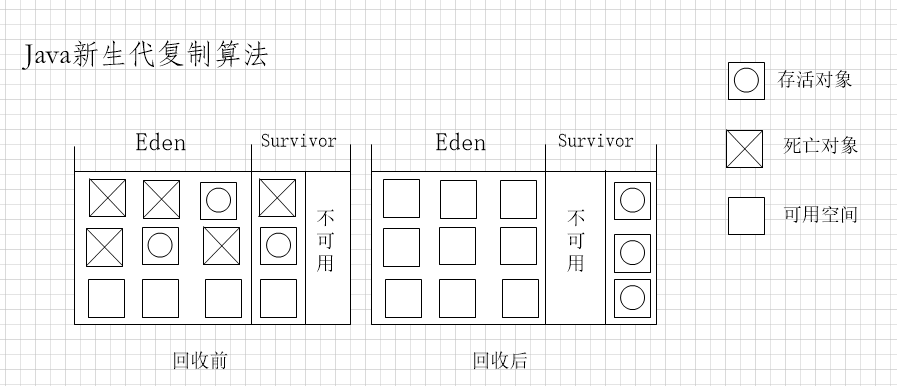 Java新生代复制算法
存活对象
Eden
Survivor
Eden
Survivor
死亡对象
不可用
不可用
可用空间
回收前
回收后